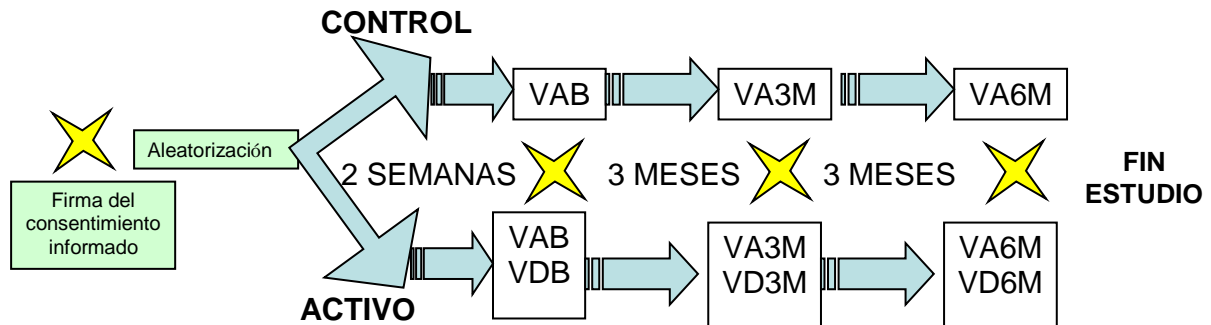 CONTROL
VAB
VA3M
VA6M
Aleatorización
2 SEMANAS
3 MESES
3 MESES
FIN
ESTUDIO
Firma del
consentimiento
informado
VAB
VDB
VA3M
VD3M
VA6M
VD6M
ACTIVO